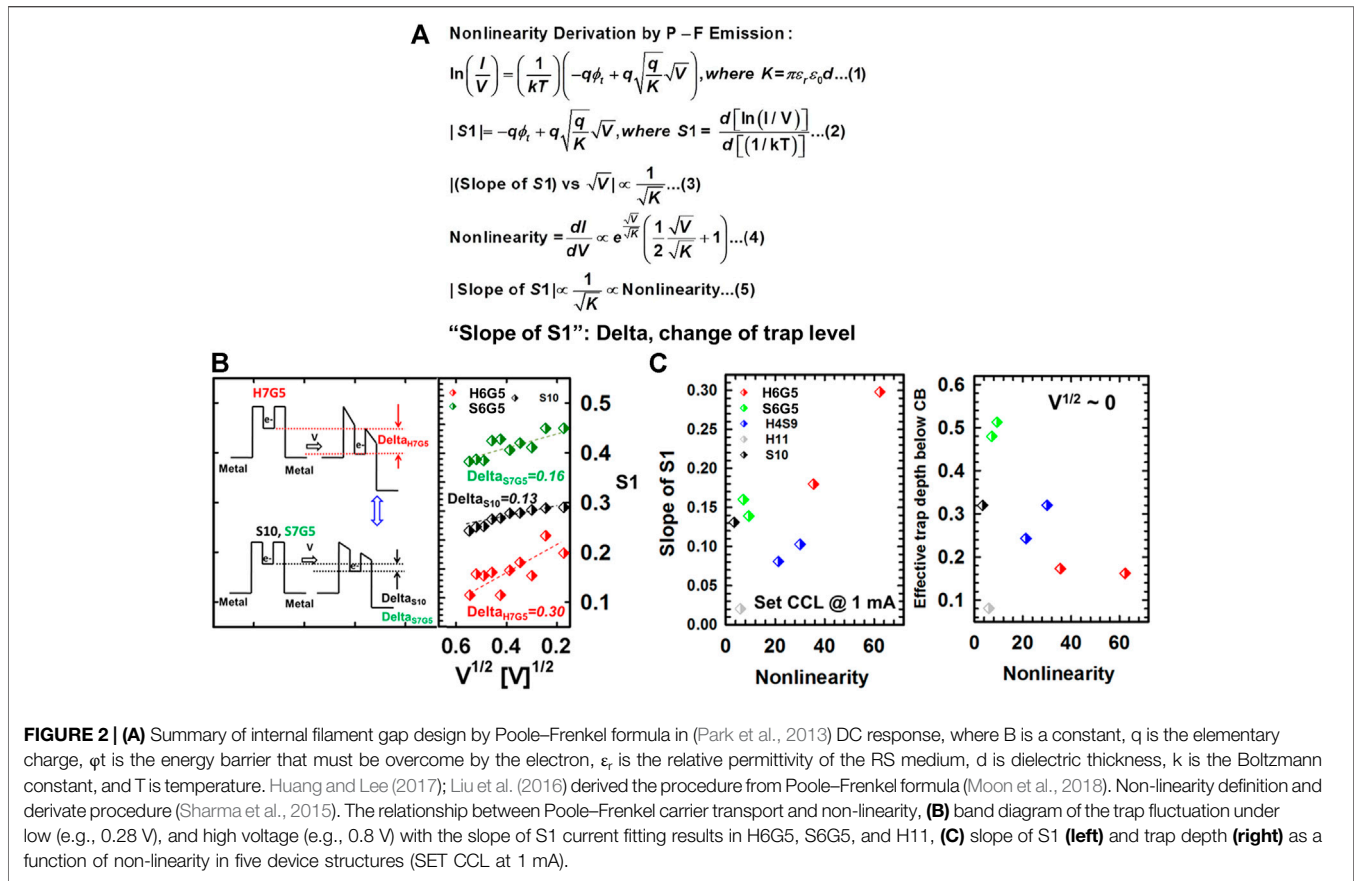 A Nonlinearity Derivation by P – F Emission :
ln(I/V) = (1/kT)(−qϕ_t + q√(q/K)√V), where K=πε_rε_0d...(1)
|S1|= −qϕ_t + q√(q/K)√V, where S1 = d[ln(I/V)]/d[(1/kT)]...(2)
|(Slope of S1) vs √V| ∝ 1/√K...(3)
Nonlinearity = dI/dV ∝ e^(√V/√K)(1/2 √V/√K + 1)...(4)
|Slope of S1| ∝ 1/√K ∝ Nonlinearity...(5)
“Slope of S1”: Delta, change of trap level
B
H7G5
e-
Metal
Metal
V
e-
Delta_H7G5
S10, S7G5
e-
Metal
Metal
V
e-
Delta_S10
Delta_S7G5
H6G5
S10
S6G5
Delta_S7G5=0.16
Delta_S10=0.13
Delta_H7G5=0.30
0.5
0.4
0.3
0.2
0.1
S1
0.6 0.4 0.2
V^1/2 [V]^1/2
C
H6G5
S6G5
H4S9
H11
S10
Set CCL @ 1 mA
0.30
0.25
0.20
0.15
0.10
0.05
0.00
Slope of S1
0 20 40 60
Nonlinearity
V^1/2 ~ 0
0.6
0.5
0.4
0.3
0.2
0.1
Effective trap depth below CB
0 20 40 60
Nonlinearity
FIGURE 2 | (A) Summary of internal filament gap design by Poole–Frenkel formula in (Park et al., 2013) DC response, where B is a constant, q is the elementary
charge, φt is the energy barrier that must be overcome by the electron, ε_r is the relative permittivity of the RS medium, d is dielectric thickness, k is the Boltzmann
constant, and T is temperature. Huang and Lee (2017); Liu et al. (2016) derived the procedure from Poole–Frenkel formula (Moon et al., 2018). Non-linearity definition and
derivate procedure (Sharma et al., 2015). The relationship between Poole–Frenkel carrier transport and non-linearity, (B) band diagram of the trap fluctuation under
low (e.g., 0.28 V), and high voltage (e.g., 0.8 V) with the slope of S1 current fitting results in H6G5, S6G5, and H11, (C) slope of S1 (left) and trap depth (right) as a
function of non-linearity in five device structures (SET CCL at 1 mA).